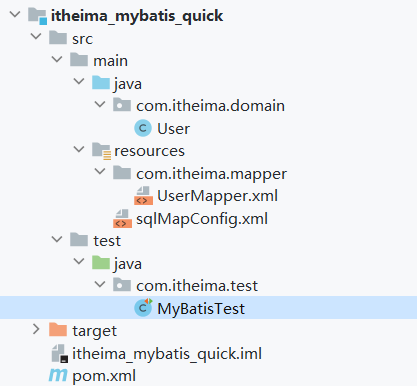 itheima_mybatis_quick
src
main
java
com.itheima.domain
User
resources
com.itheima.mapper
UserMapper.xml
sqlMapConfig.xml
test
java
com.itheima.test
MyBatisTest
target
itheima_mybatis_quick.iml
pom.xml